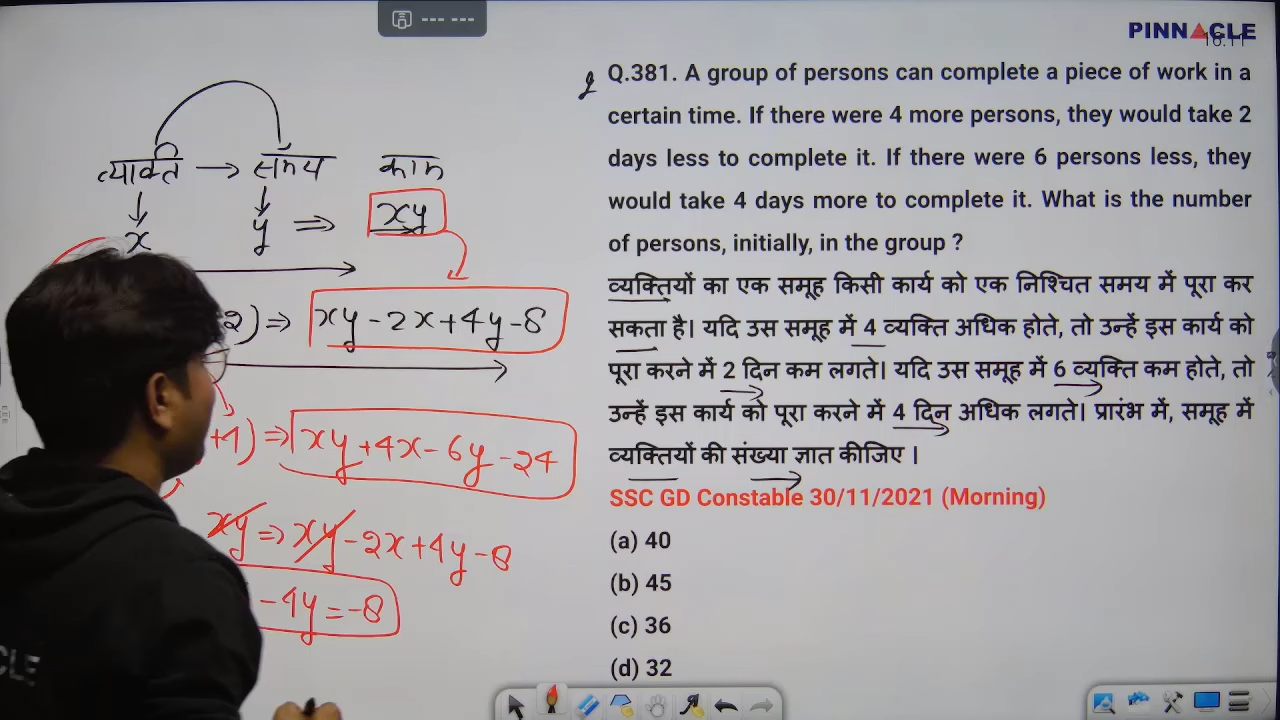 PINNACLE
व्यक्ति → समय काम
x y ⇒ xy
2) ⇒ xy - 2x + 4y - 8
+4) ⇒ xy + 4x - 6y - 24
xy ⇒ xy - 2x + 4y - 8
- 4y = -8
Q.381. A group of persons can complete a piece of work in a
certain time. If there were 4 more persons, they would take 2
days less to complete it. If there were 6 persons less, they
would take 4 days more to complete it. What is the number
of persons, initially, in the group ?
व्यक्तियों का एक समूह किसी कार्य को एक निश्चित समय में पूरा कर
सकता है। यदि उस समूह में 4 व्यक्ति अधिक होते, तो उन्हें इस कार्य को
पूरा करने में 2 दिन कम लगते। यदि उस समूह में 6 व्यक्ति कम होते, तो
उन्हें इस कार्य को पूरा करने में 4 दिन अधिक लगते। प्रारंभ में, समूह में
व्यक्तियों की संख्या ज्ञात कीजिए ।
SSC GD Constable 30/11/2021 (Morning)
(a) 40
(b) 45
(c) 36
(d) 32
CLE